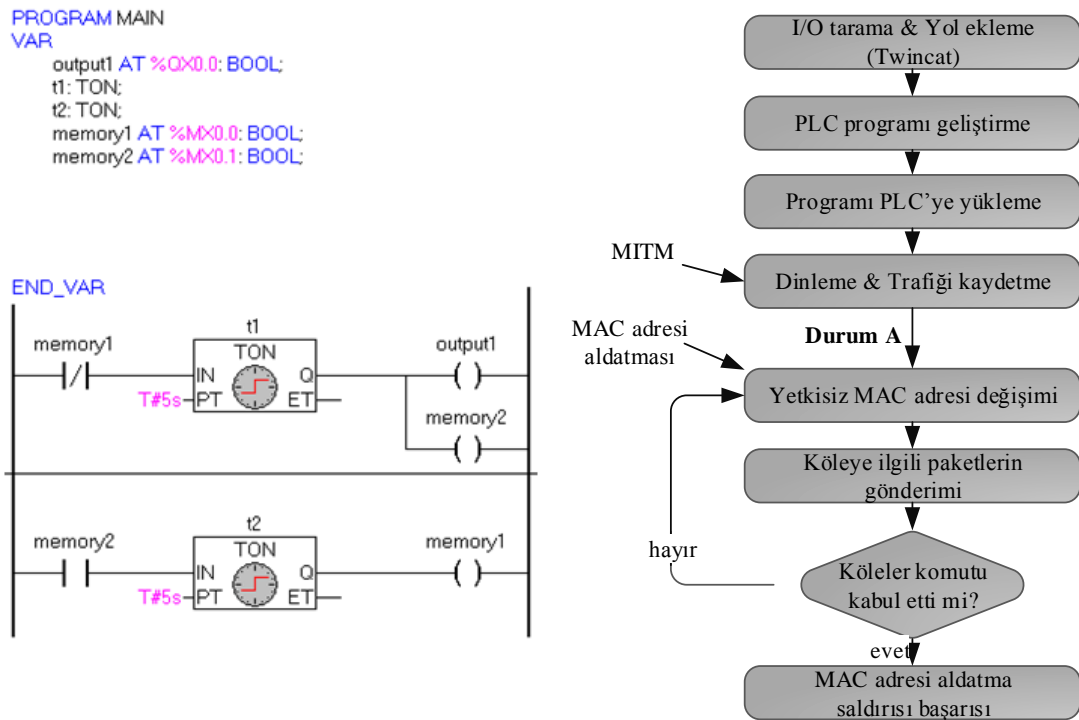 PROGRAM MAIN
VAR
output1 AT %QX0.0: BOOL;
t1: TON;
t2: TON;
memory1 AT %MX0.0: BOOL;
memory2 AT %MX0.1: BOOL;
END_VAR
t1
memory1
TON
output1
IN
Q
T#5s
PT
ET
memory2
t2
memory2
TON
memory1
IN
Q
T#5s
PT
ET
I/O tarama & Yol ekleme
(Twincat)
PLC programı geliştirme
Programı PLC’ye yükleme
MITM
Dinleme & Trafiği kaydetme
MAC adresi
aldatması
Durum A
Yetkisiz MAC adresi değişimi
Köleye ilgili paketlerin
gönderimi
hayır
Köleler komutu
kabul etti mi?
evet
MAC adresi aldatma
saldırısı başarısı